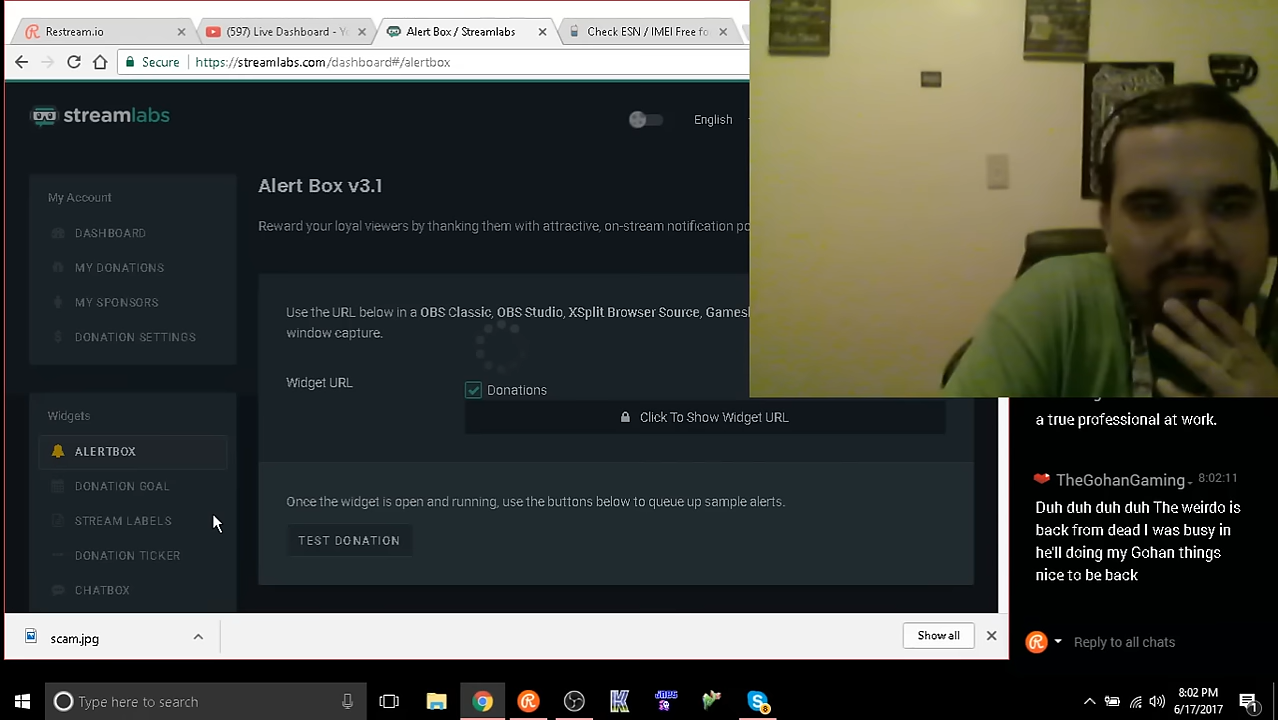 Restream.io
(597) Live Dashboard - Y
Alert Box / Streamlabs
Check ESN / IMEI Free fo
Secure
https://streamlabs.com/dashboard#/alertbox
streamlabs
English
My Account
DASHBOARD
MY DONATIONS
MY SPONSORS
DONATION SETTINGS
Widgets
ALERTBOX
DONATION GOAL
STREAM LABELS
DONATION TICKER
CHATBOX
Alert Box v3.1
Reward your loyal viewers by thanking them with attractive, on-stream notification po
Use the URL below in a OBS Classic, OBS Studio, XSplit Browser Source, Games
window capture.
Widget URL
Donations
Click To Show Widget URL
Once the widget is open and running, use the buttons below to queue up sample alerts.
TEST DONATION
a true professional at work.
TheGohanGaming 8:02:11
Duh duh duh duh The weirdo is
back from dead I was busy in
he'll doing my Gohan things
nice to be back
Reply to all chats
scam.jpg
Show all
Type here to search
8:02 PM
6/17/2017